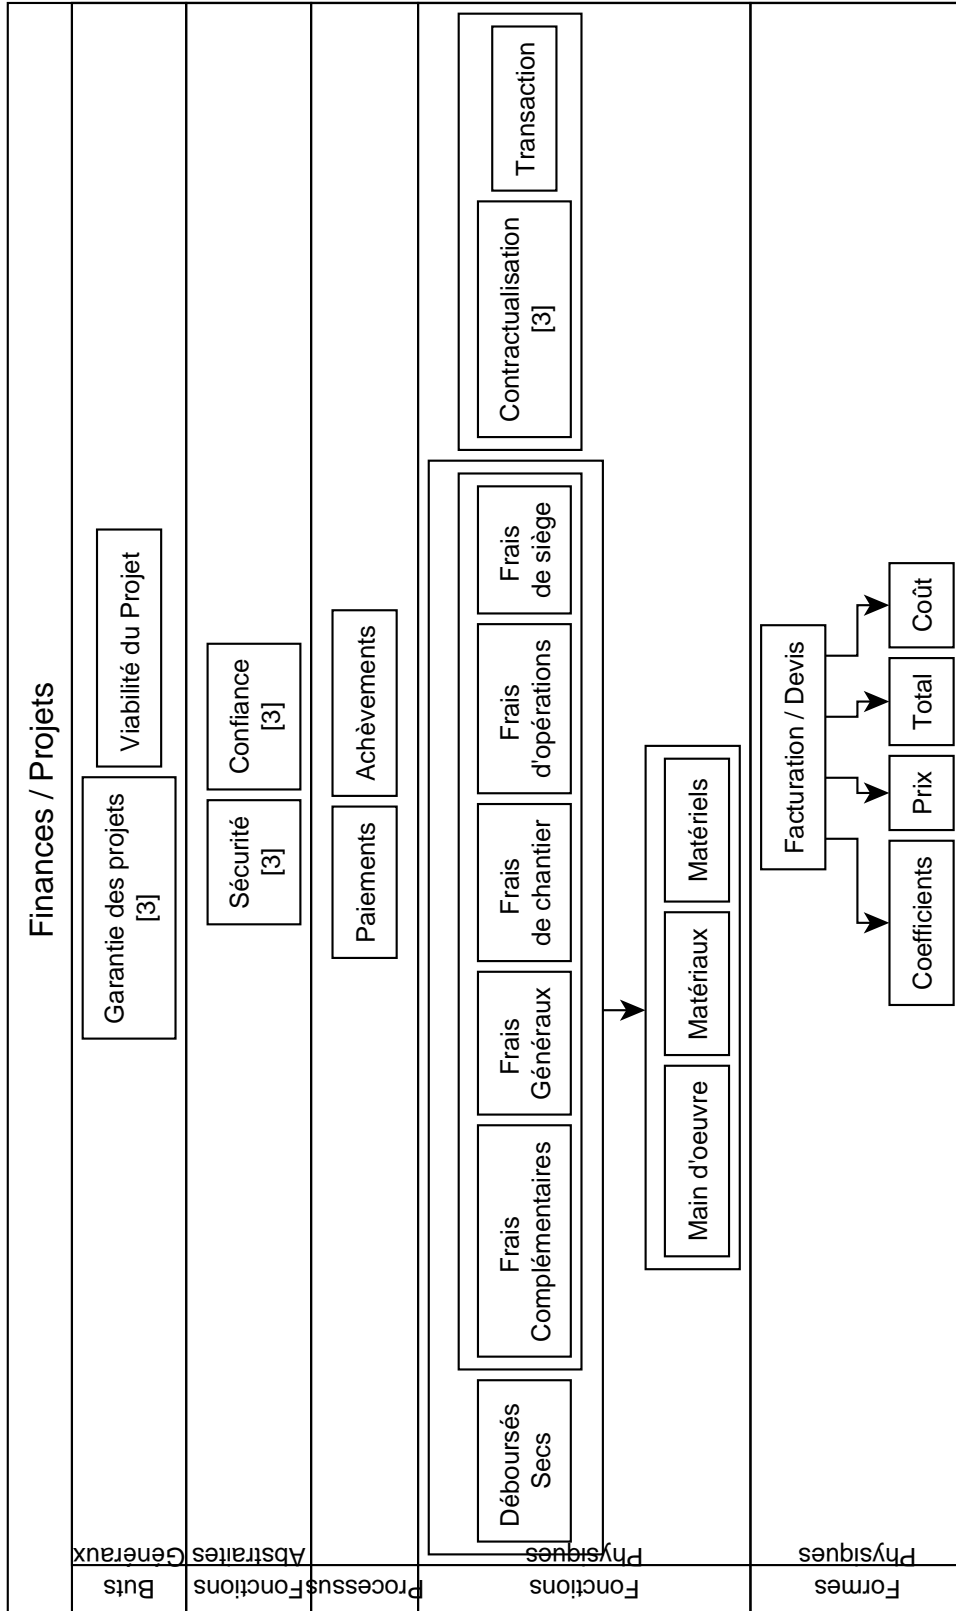 Finances / Projets
Buts
Généraux
Garantie des projets
[3]
Viabilité du Projet
Fonctions
Abstraites
Sécurité
[3]
Confiance
[3]
Processus
Paiements
Achèvements
Fonctions
Physiques
Déboursés
Secs
Frais
Complémentaires
Frais
Généraux
Frais
de chantier
Frais
d'opérations
Frais
de siège
Contractualisation
[3]
Transaction
Main d'oeuvre
Matériaux
Matériels
Formes
Physiques
Facturation / Devis
Coefficients
Prix
Total
Coût